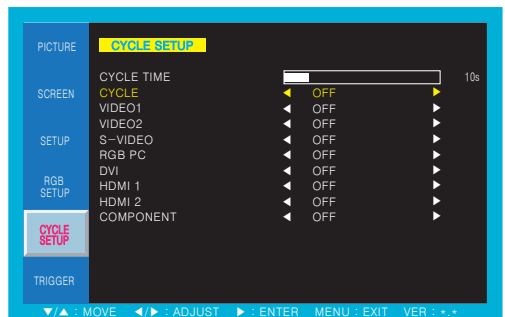 PICTURE
SCREEN
SETUP
RGB
SETUP
CYCLE
SETUP
TRIGGER
CYCLE SETUP
CYCLE TIME 10s
CYCLE ◀ OFF ▶
VIDEO1 ◀ OFF ▶
VIDEO2 ◀ OFF ▶
S-VIDEO ◀ OFF ▶
RGB PC ◀ OFF ▶
DVI ◀ OFF ▶
HDMI 1 ◀ OFF ▶
HDMI 2 ◀ OFF ▶
COMPONENT ◀ OFF ▶
▼/▲ : MOVE ◀/▶ : ADJUST ▶ : ENTER MENU : EXIT VER : *.*